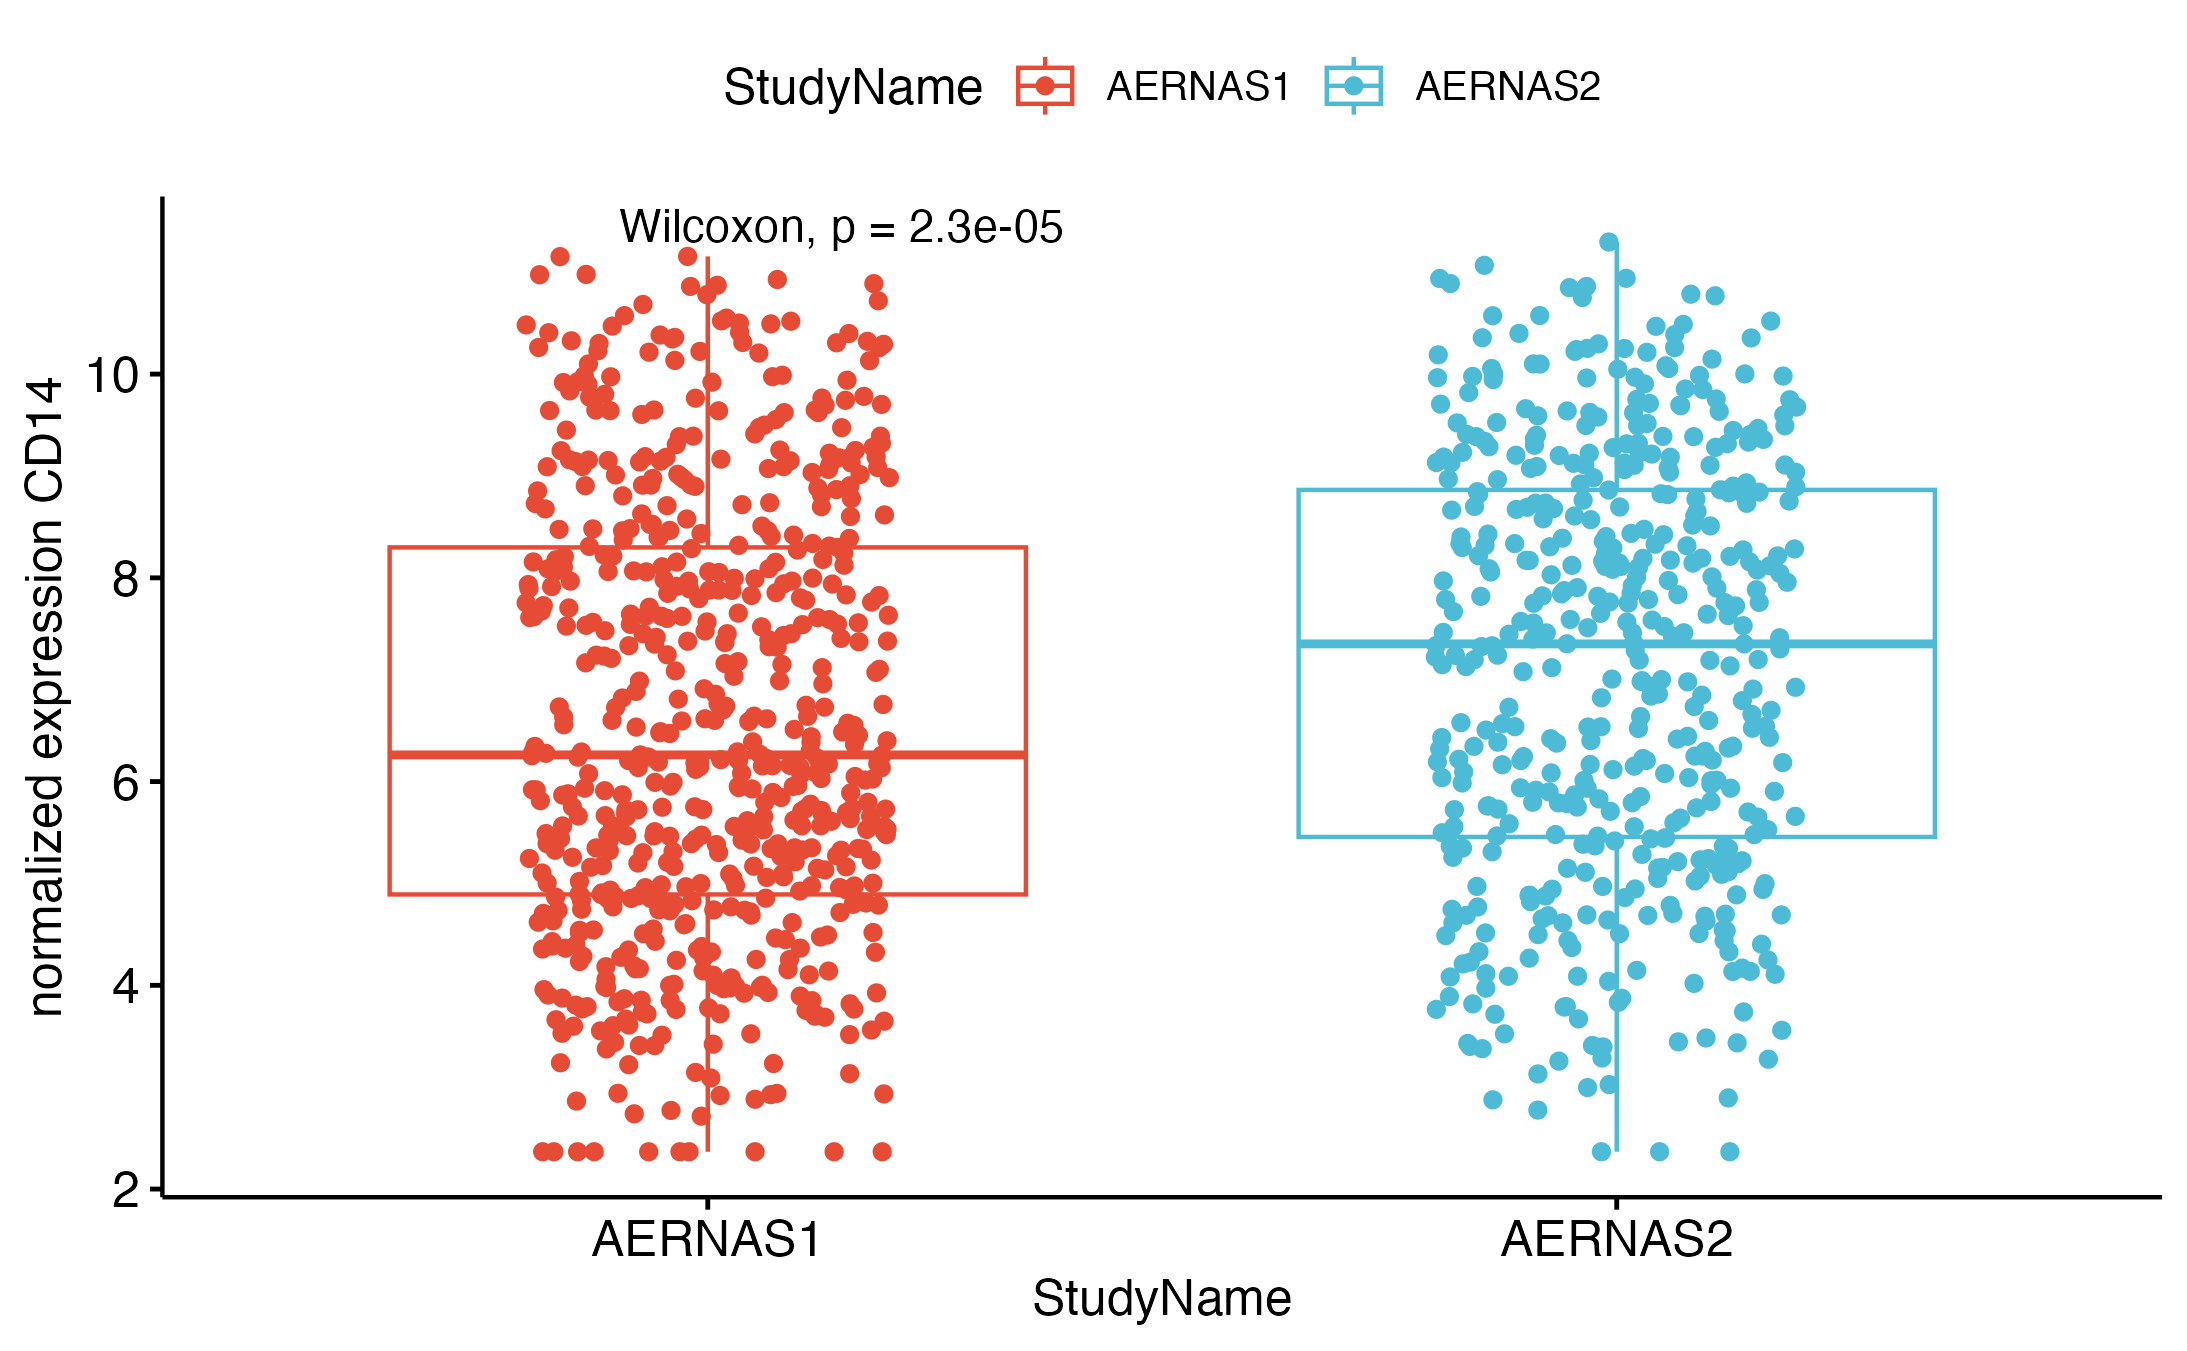 StudyName AERNAS1 AERNAS2
Wilcoxon, p = 2.3e-05
normalized expression CD14
10
8
6
4
2
AERNAS1 AERNAS2
StudyName